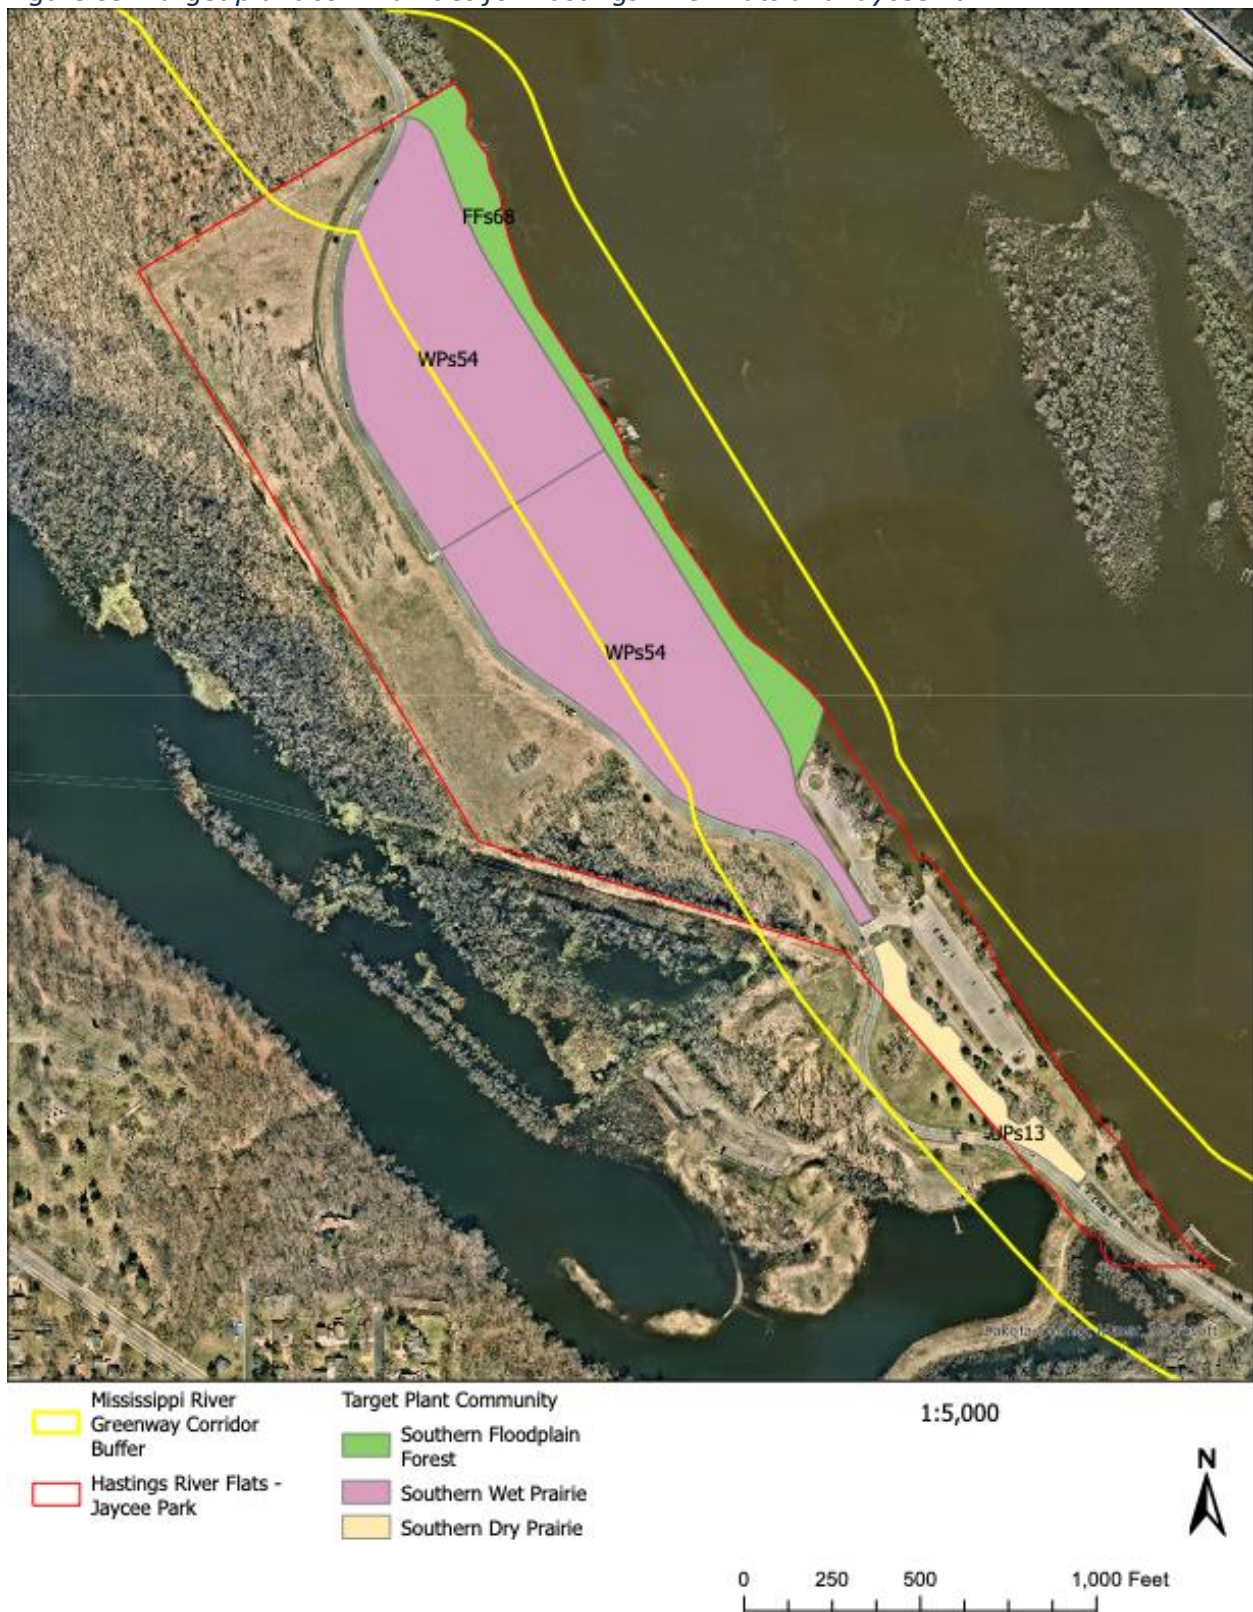 FFs68
WPs54
WPs54
UPs13
Mississippi River
Greenway Corridor
Buffer
Hastings River Flats -
Jaycee Park
Target Plant Community
Southern Floodplain
Forest
Southern Wet Prairie
Southern Dry Prairie
1:5,000
N
0 250 500 1,000 Feet